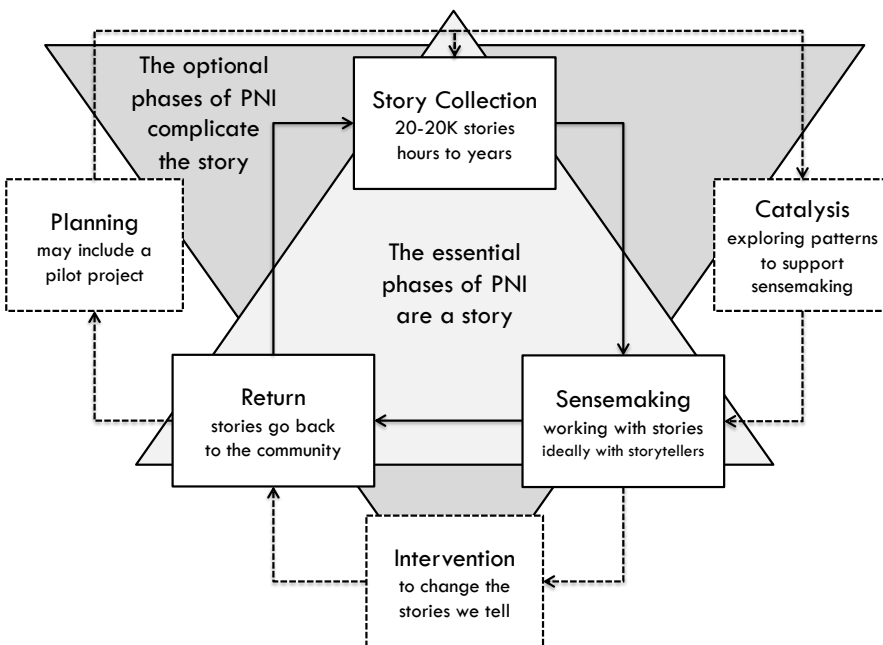 The optional
phases of PNI
complicate
the story
Story Collection
20-20K stories
hours to years
Planning
may include a
pilot project
Catalysis
exploring patterns
to support
sensemaking
The essential
phases of PNI
are a story
Return
stories go back
to the community
Sensemaking
working with stories
ideally with storytellers
Intervention
to change the
stories we tell